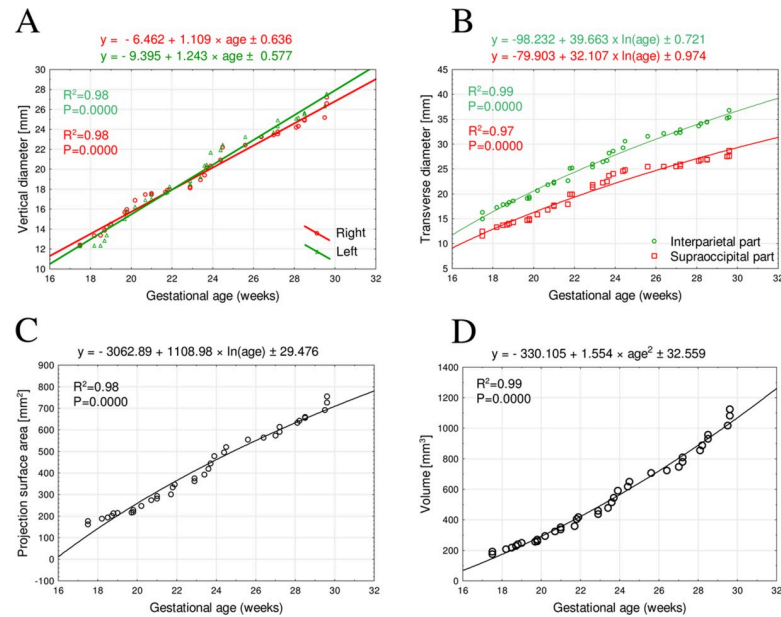 A
y = - 6.462 + 1.109 × age ± 0.636
y = - 9.395 + 1.243 × age ± 0.577
R²=0.98
P=0.0000
R²=0.98
P=0.0000
Vertical diameter [mm]
30
28
26
24
22
20
18
16
14
12
10
16 18 20 22 24 26 28 30 32
Gestational age (weeks)
Right
Left
B
y = -98.232 + 39.663 x ln(age) ± 0.721
y = -79.903 + 32.107 x ln(age) ± 0.974
R²=0.99
P=0.0000
R²=0.97
P=0.0000
Transverse diameter [mm]
45
40
35
30
25
20
15
10
5
16 18 20 22 24 26 28 30 32
Gestational age (weeks)
Interparietal part
Supraoccipital part
C
y = - 3062.89 + 1108.98 × ln(age) ± 29.476
R²=0.98
P=0.0000
Projection surface area [mm²]
900
800
700
600
500
400
300
200
100
0
-100
16 18 20 22 24 26 28 30 32
Gestational age (weeks)
D
y = - 330.105 + 1.554 × age² ± 32.559
R²=0.99
P=0.0000
Volume [mm³]
1400
1200
1000
800
600
400
200
0
16 18 20 22 24 26 28 30 32
Gestational age (weeks)